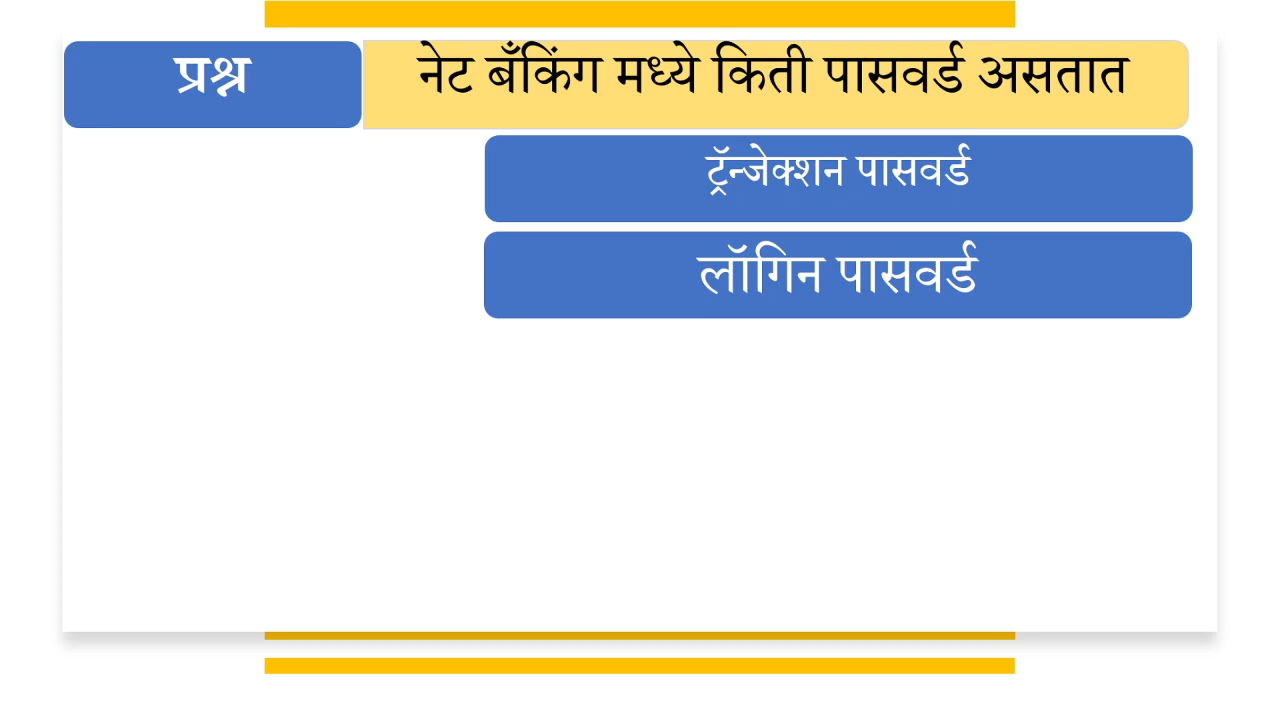 प्रश्न
नेट बँकिंग मध्ये किती पासवर्ड असतात
ट्रॅन्जेक्शन पासवर्ड
लॉगिन पासवर्ड